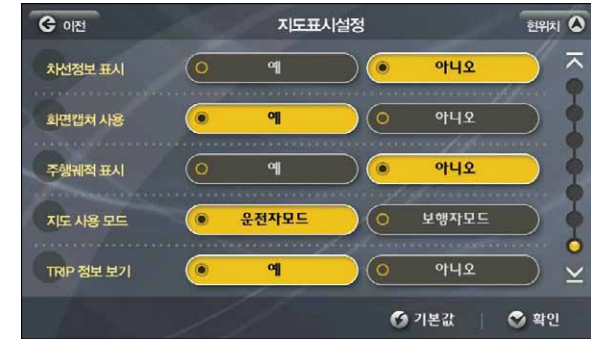 이전 지도표시설정 현위치
차선정보 표시 예 아니오
화면캡쳐 사용 예 아니오
주행궤적 표시 예 아니오
지도 사용 모드 운전자모드 보행자모드
TRIP 정보 보기 예 아니오
기본값 확인